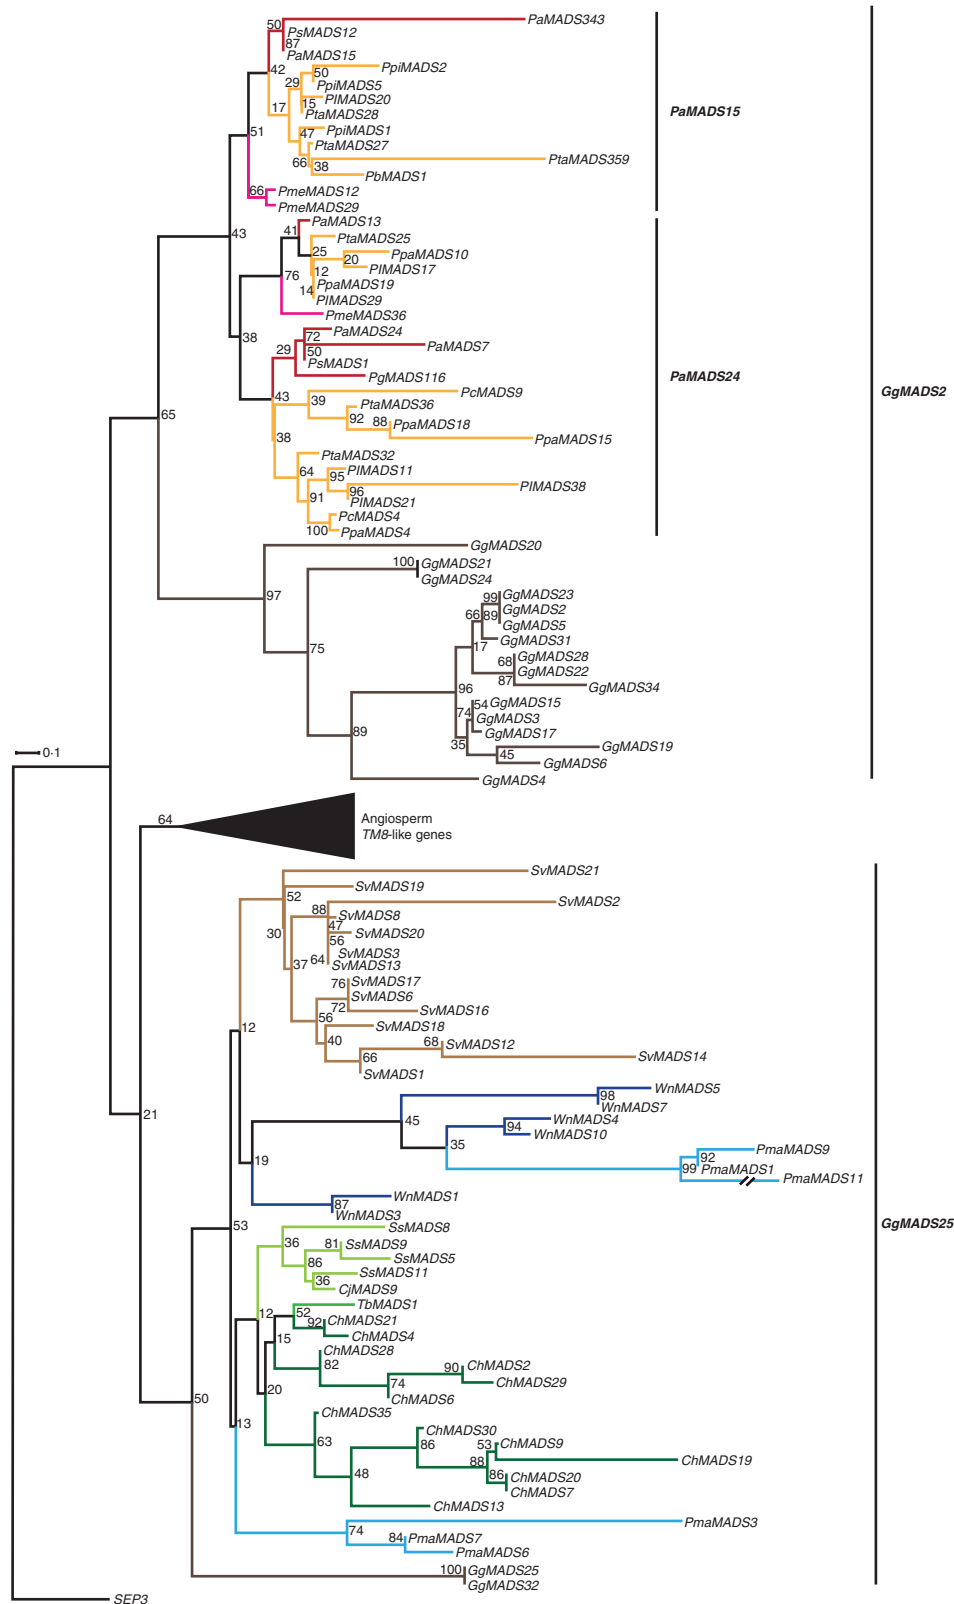 PaMADS343
50
PsMADS12
87
PaMADS15
42
PpiMADS2
50
29
PpiMADS5
PlMADS20
15
17
PtaMADS28
PaMADS15
PpiMADS1
47
51
PtaMADS27
PtaMADS359
66
38
PbMADS1
66
PmeMADS12
PmeMADS29
PaMADS13
41
43
PtaMADS25
25
PpaMADS10
20
PlMADS17
12
76
PpaMADS19
14
PlMADS29
PmeMADS36
PaMADS24
72
38
PaMADS7
29
50
PsMADS1
PgMADS116
PaMADS24
GgMADS2
PcMADS9
43
39
PtaMADS36
65
92
88
PpaMADS18
38
PpaMADS15
PtaMADS32
64
PlMADS11
95
PlMADS38
96
91
PlMADS21
PcMADS4
100
PpaMADS4
GgMADS20
100
GgMADS21
GgMADS24
97
99
GgMADS23
GgMADS2
66
89
GgMADS5
GgMADS31
17
75
GgMADS28
68
GgMADS22
87
GgMADS34
96
54
GgMADS15
74
GgMADS3
89
GgMADS17
35
GgMADS19
45
GgMADS6
0·1
GgMADS4
64
Angiosperm
TM8-like genes
SvMADS21
SvMADS19
52
SvMADS2
88
SvMADS8
47
30
SvMADS20
56
SvMADS3
37
64
SvMADS13
76
SvMADS17
SvMADS6
72
SvMADS16
56
12
SvMADS18
40
68
SvMADS12
66
SvMADS14
SvMADS1
WnMADS5
98
WnMADS7
21
45
WnMADS4
94
WnMADS10
35
PmaMADS9
92
19
99
PmaMADS1
PmaMADS11
WnMADS1
87
WnMADS3
53
GgMADS25
SsMADS8
36
81
SsMADS9
SsMADS5
86
SsMADS11
36
CjMADS9
TbMADS1
12
52
92
ChMADS21
15
ChMADS4
ChMADS28
82
90
ChMADS2
74
ChMADS29
20
50
ChMADS6
ChMADS35
13
ChMADS30
63
86
53
ChMADS9
88
ChMADS19
48
86
ChMADS20
ChMADS7
ChMADS13
PmaMADS3
74
84
PmaMADS7
PmaMADS6
100
GgMADS25
GgMADS32
SEP3